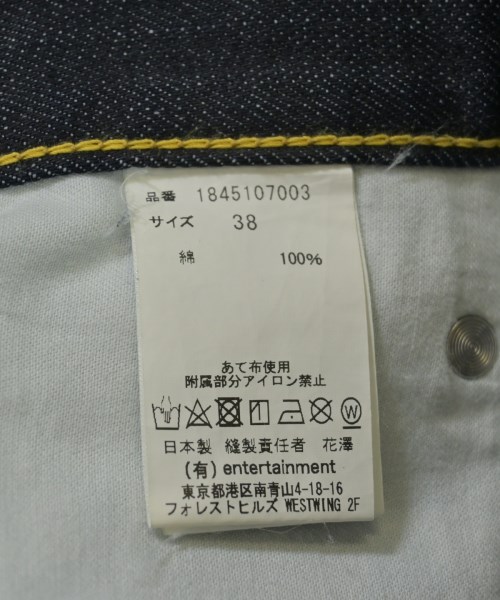 品番 1845107003
サイズ 38
綿 100%
あて布使用
附属部分アイロン禁止
W
日本製 縫製責任者 花澤
(有) entertainment
東京都港区南青山4-18-16
フォレストヒルズ WESTWING 2F